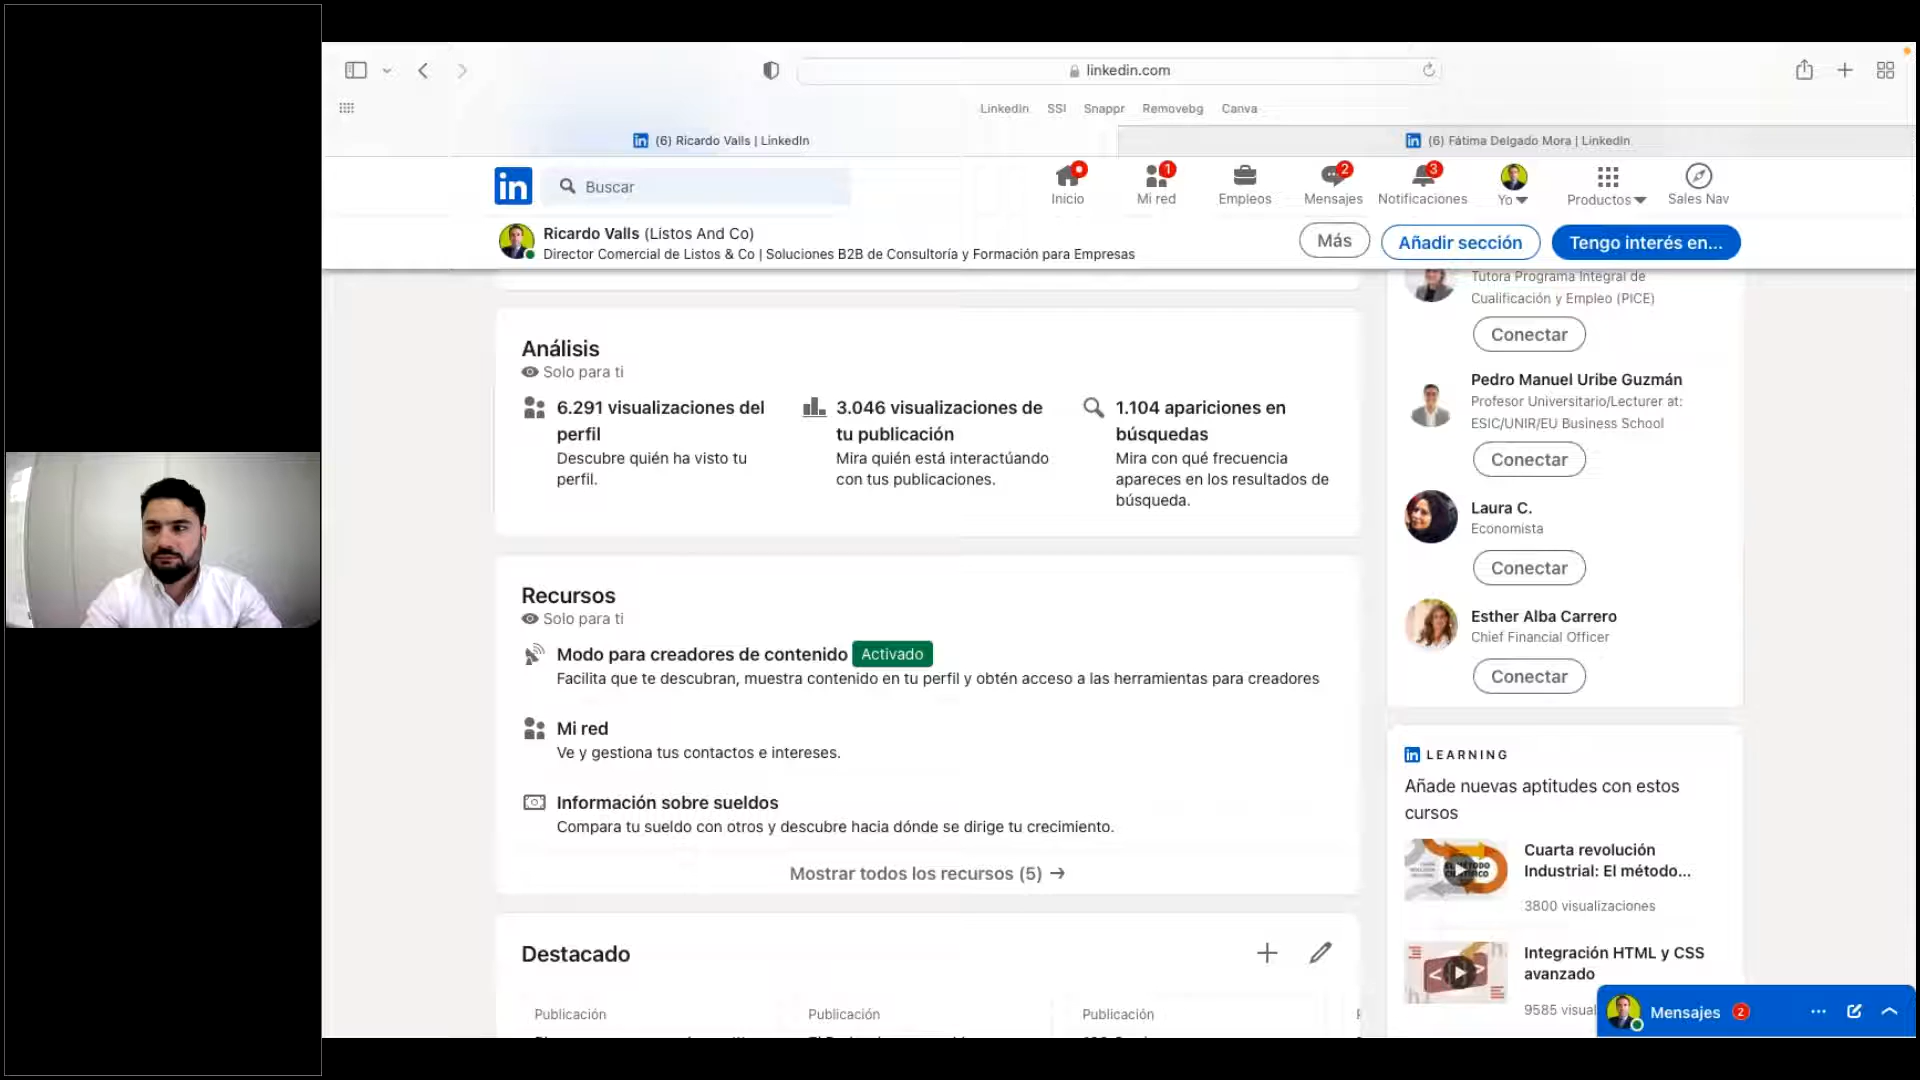 linkedin.com
Linkedin SSI Snappr Removebg Canva
(6) Ricardo Valls | LinkedIn
(6) Fátima Delgado Mora | LinkedIn
in
Buscar
Inicio
1
Mi red
Empleos
2
Mensajes
3
Notificaciones
Yo
Productos
Sales Nav
Ricardo Valls (Listos And Co)
Director Comercial de Listos & Co | Soluciones B2B de Consultoría y Formación para Empresas
Más
Añadir sección
Tengo interés en...
Análisis
Solo para ti
6.291 visualizaciones del
perfil
Descubre quién ha visto tu
perfil.
3.046 visualizaciones de
tu publicación
Mira quién está interactúando
con tus publicaciones.
1.104 apariciones en
búsquedas
Mira con qué frecuencia
apareces en los resultados de
búsqueda.
Recursos
Solo para ti
Modo para creadores de contenido Activado
Facilita que te descubran, muestra contenido en tu perfil y obtén acceso a las herramientas para creadores
Mi red
Ve y gestiona tus contactos e intereses.
Información sobre sueldos
Compara tu sueldo con otros y descubre hacia dónde se dirige tu crecimiento.
Mostrar todos los recursos (5) →
Destacado
Publicación
Publicación
Publicación
Tutora Programa Integral de
Cualificación y Empleo (PICE)
Conectar
Pedro Manuel Uribe Guzmán
Profesor Universitario/Lecturer at:
ESIC/UNIR/EU Business School
Conectar
Laura C.
Economista
Conectar
Esther Alba Carrero
Chief Financial Officer
Conectar
in LEARNING
Añade nuevas aptitudes con estos
cursos
Cuarta revolución
Industrial: El método...
3800 visualizaciones
Integración HTML y CSS
avanzado
9585 visual
Mensajes 2